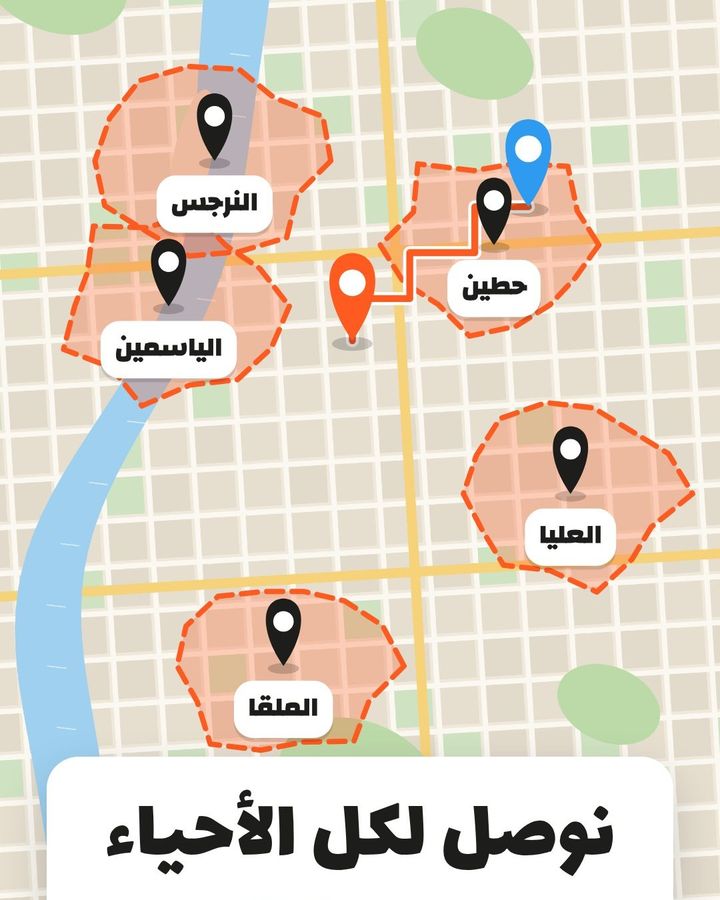 النرجس
حطين
الياسمين
العليا
الملقا
نوصل لكل الأحياء